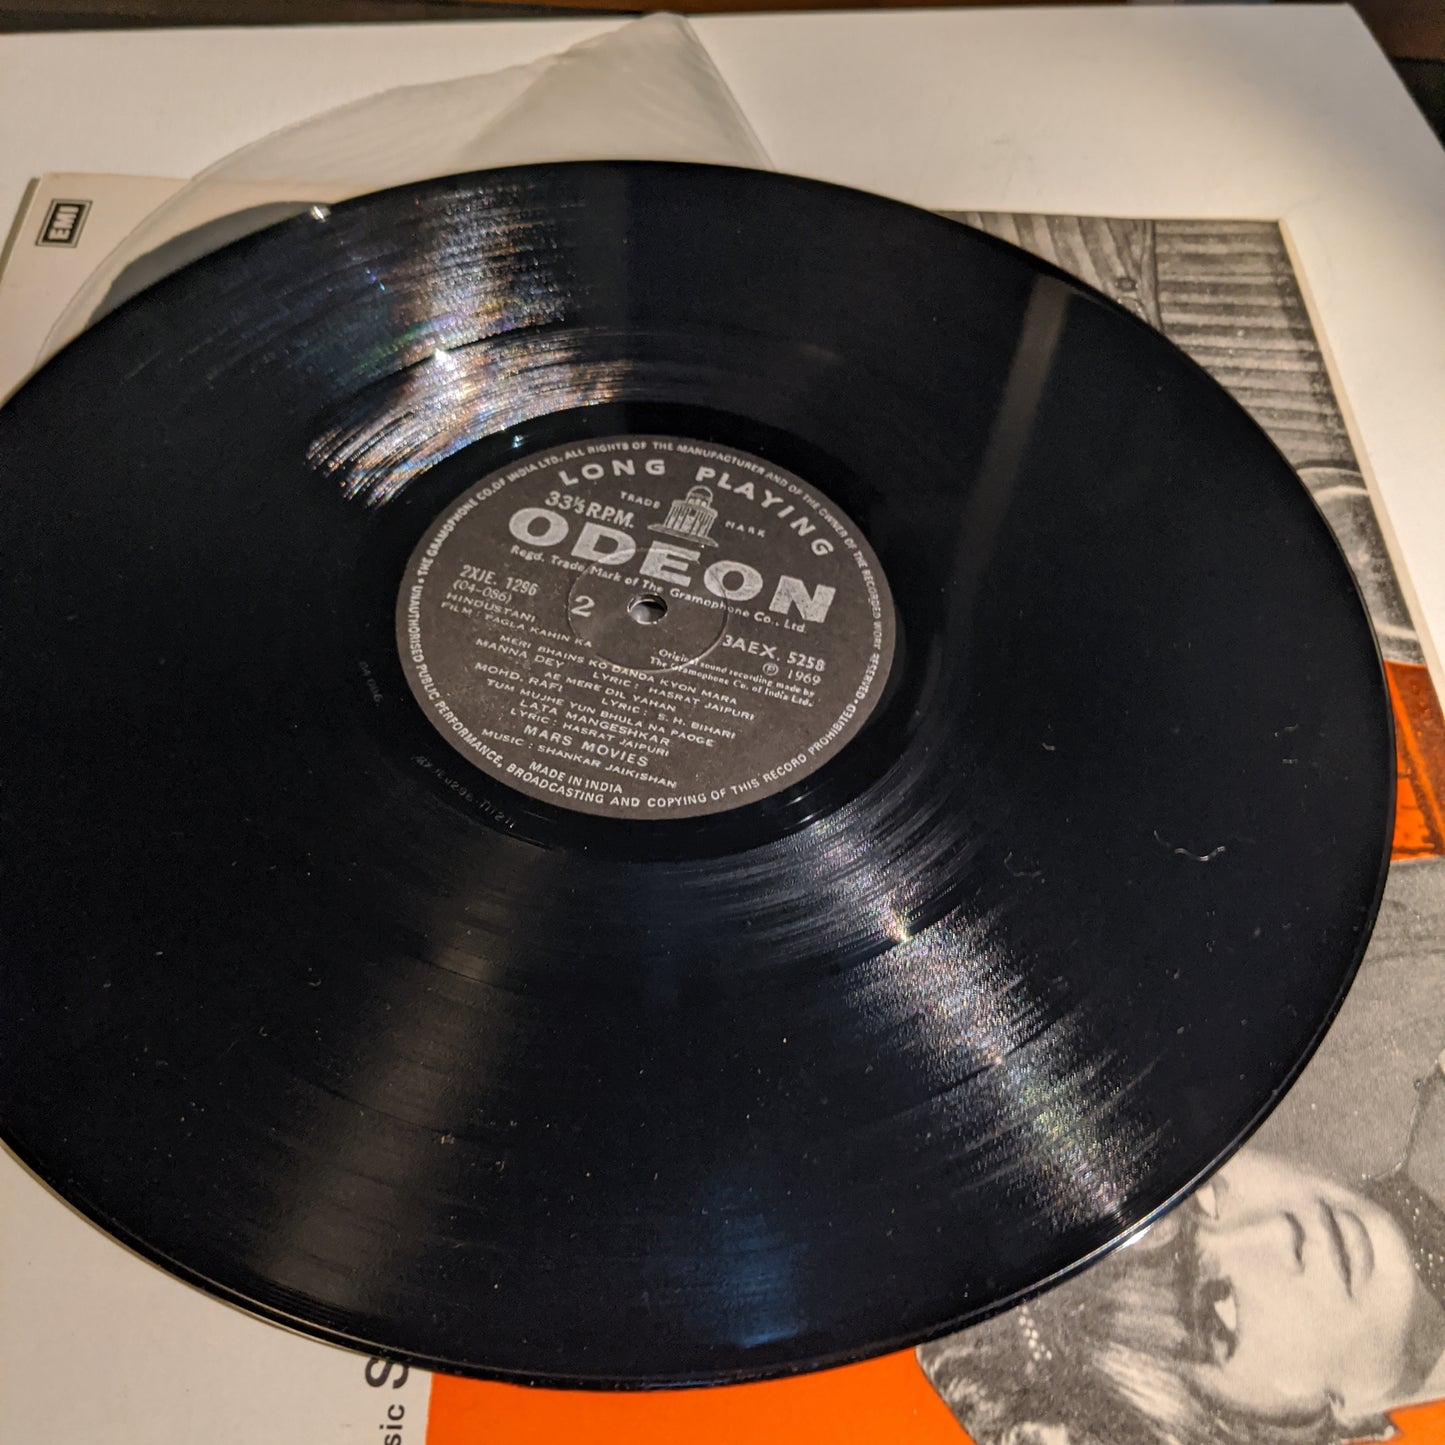 EMI
THE GRAMOPHONE CO. OF INDIA LTD. ALL RIGHTS OF THE MANUFACTURER AND OF THE OWNER OF THE RECORDED WORK RESERVED
UNAUTHORISED PUBLIC PERFORMANCE, BROADCASTING AND COPYING OF THIS RECORD PROHIBITED
LONG PLAYING
33⅓ R.P.M.
TRADE MARK
ODEON
Regd. Trade Mark of The Gramophone Co., Ltd.
2XJE. 1296
(04-086)
2
3AEX. 5258
Ⓟ 1969
HINDUSTANI
FILM : PAGLA KAHIN KA
Original sound recording made by
The Gramophone Co. of India Ltd.
MERI BHAINS KO DANDA KYON MARA
MANNA DEY LYRIC : HASRAT JAIPURI
AE MERE DIL YAHAN
MOHD. RAFI LYRIC : S. H. BIHARI
TUM MUJHE YUN BHULA NA PAOGE
LATA MANGESHKAR
LYRIC : HASRAT JAIPURI
MARS MOVIES
MUSIC : SHANKAR JAIKISHAN
MADE IN INDIA
sic S